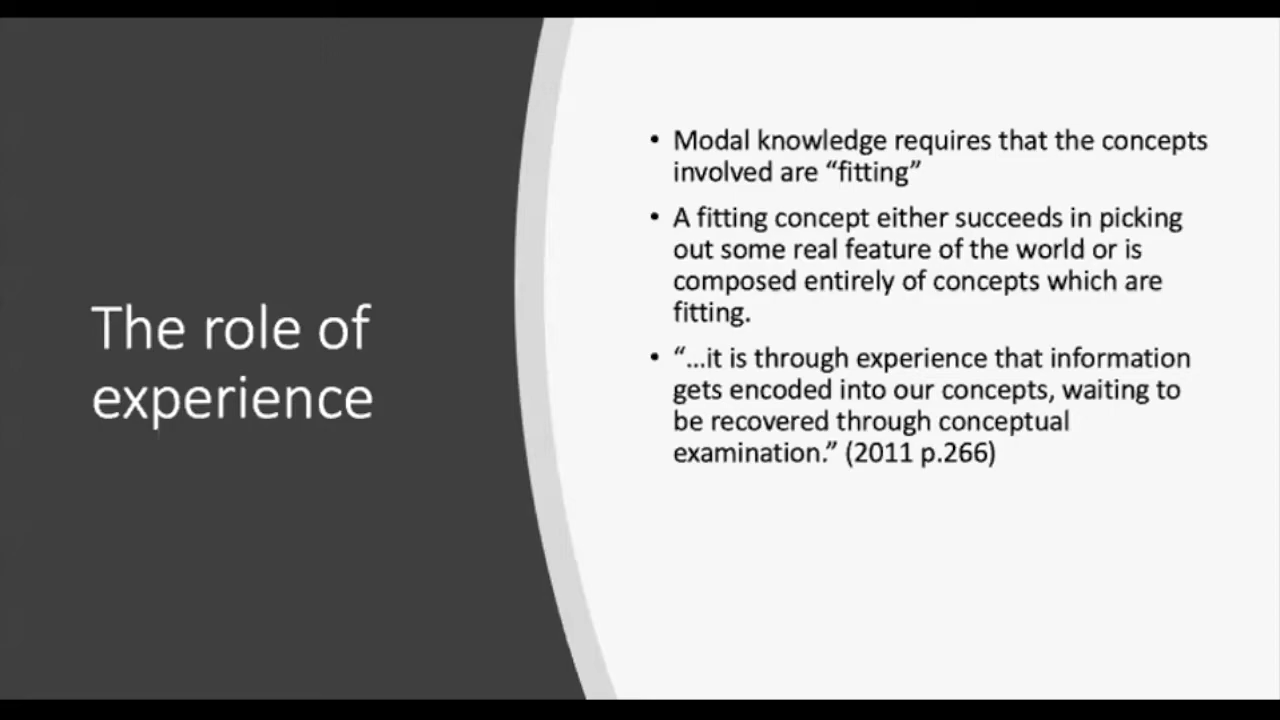 The role of
experience
• Modal knowledge requires that the concepts
involved are “fitting”
• A fitting concept either succeeds in picking
out some real feature of the world or is
composed entirely of concepts which are
fitting.
• “…it is through experience that information
gets encoded into our concepts, waiting to
be recovered through conceptual
examination.” (2011 p.266)